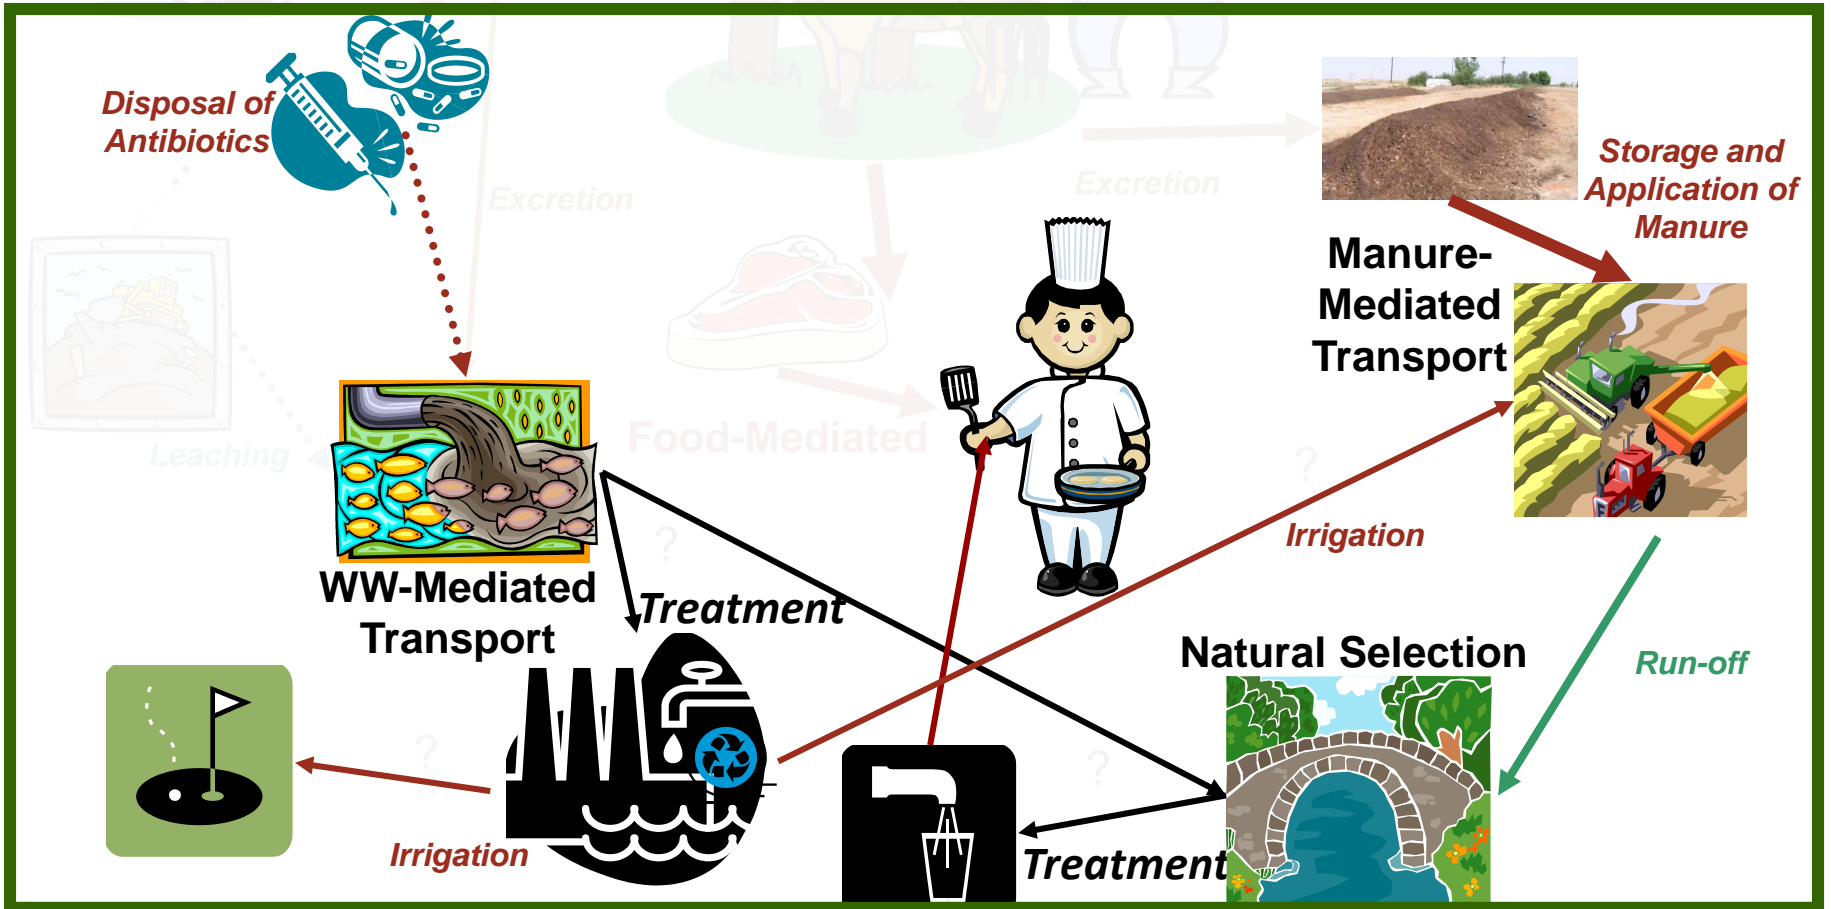 Disposal of
Antibiotics
Excretion
Excretion
Storage and
Application of
Manure
Manure-
Mediated
Transport
Leaching
Food-Mediated
?
Irrigation
?
WW-Mediated
Transport
Treatment
Natural Selection
Run-off
?
?
Irrigation
Treatment